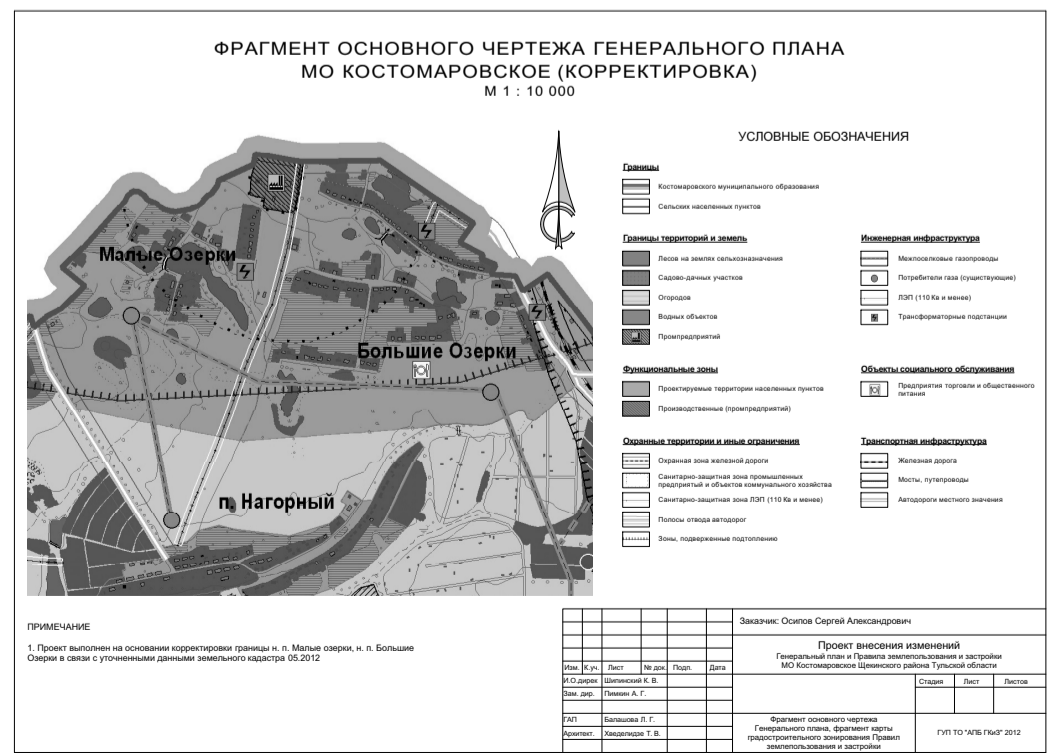 ФРАГМЕНТ ОСНОВНОГО ЧЕРТЕЖА ГЕНЕРАЛЬНОГО ПЛАНА
МО КОСТОМАРОВСКОЕ (КОРРЕКТИРОВКА)
М 1 : 10 000
Малые Озерки
Большие Озерки
п. Нагорный
С
УСЛОВНЫЕ ОБОЗНАЧЕНИЯ
Границы
Костомаровского муниципального образования
Сельских населенных пунктов
Границы территорий и земель
Лесов на землях сельхозназначения
Садово-дачных участков
Огородов
Водных объектов
Промпредприятий
Функциональные зоны
Проектируемые территории населенных пунктов
Производственные (промпредприятий)
Охранные территории и иные ограничения
Охранная зона железной дороги
Санитарно-защитная зона промышленных
предприятий и объектов коммунального хозяйства
Санитарно-защитная зона ЛЭП (110 Кв и менее)
Полосы отвода автодорог
Зоны, подверженные подтоплению
Инженерная инфраструктура
Межпоселковые газопроводы
Потребители газа (существующие)
ЛЭП (110 Кв и менее)
Трансформаторные подстанции
Объекты социального обслуживания
Предприятия торговли и общественного
питания
Транспортная инфраструктура
Железная дорога
Мосты, путепроводы
Автодороги местного значения
ПРИМЕЧАНИЕ
1. Проект выполнен на основании корректировки границы н. п. Малые озерки, н. п. Большие
Озерки в связи с уточненными данными земельного кадастра 05.2012
Заказчик: Осипов Сергей Александрович
Проект внесения изменений
Генеральный план и Правила землепользования и застройки
МО Костомаровское Щекинского района Тульской области
Изм. К.уч. Лист № док. Подп. Дата
И.О.дирек Шипинский К. В.
Зам. дир. Пимкин А. Г.
ГАП Балашова Л. Г.
Архитект. Хведелидзе Т. В.
Стадия Лист Листов
Фрагмент основного чертежа
Генерального плана, фрагмент карты
градостроительного зонирования Правил
землепользования и застройки
ГУП ТО "АПБ ГКиЗ" 2012